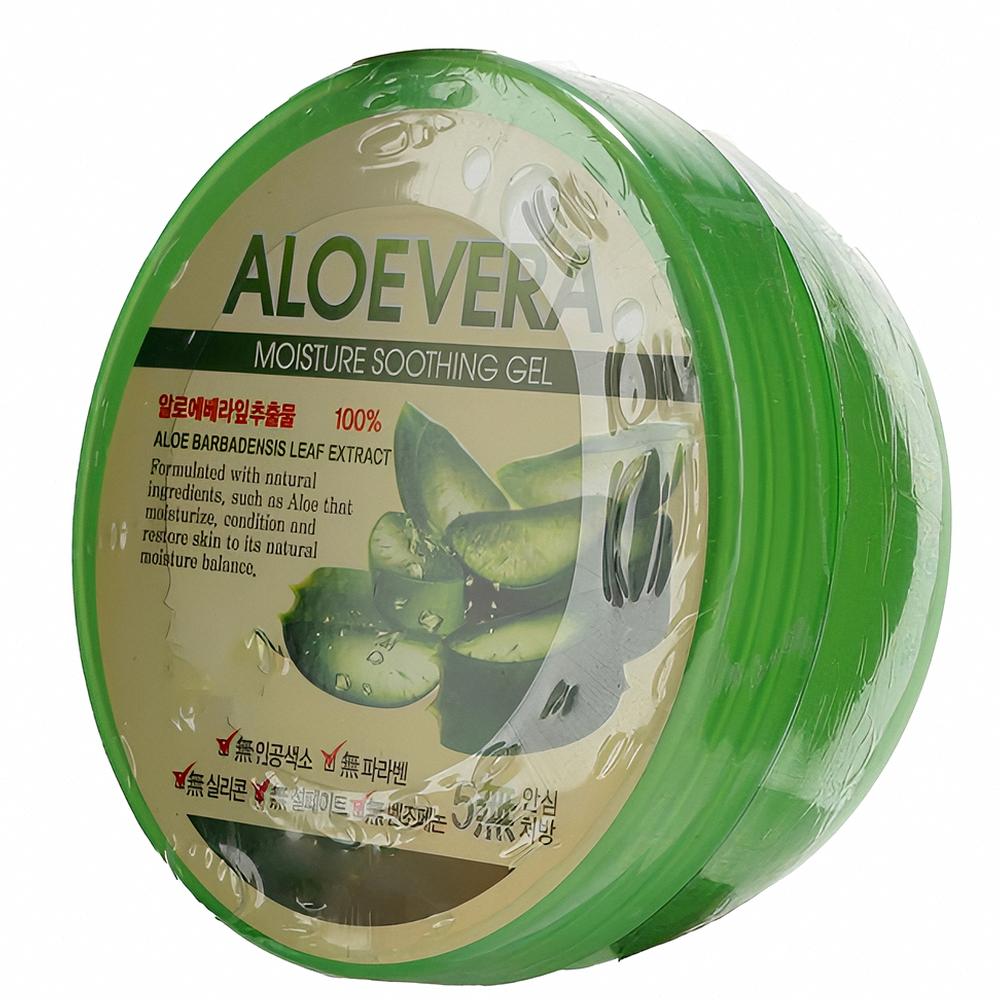 ALOEVERA
MOISTURE SOOTHING GEL
알로에베라잎추출물 100%
ALOE BARBADENSIS LEAF EXTRACT
Formulated with natural
ingredients, such as Aloe that
moisturize, condition and
restore skin to its natural
moisture balance.
無인공색소 無파라벤
無실리콘 無설페이트 無벤조페논 5無 안심
처방